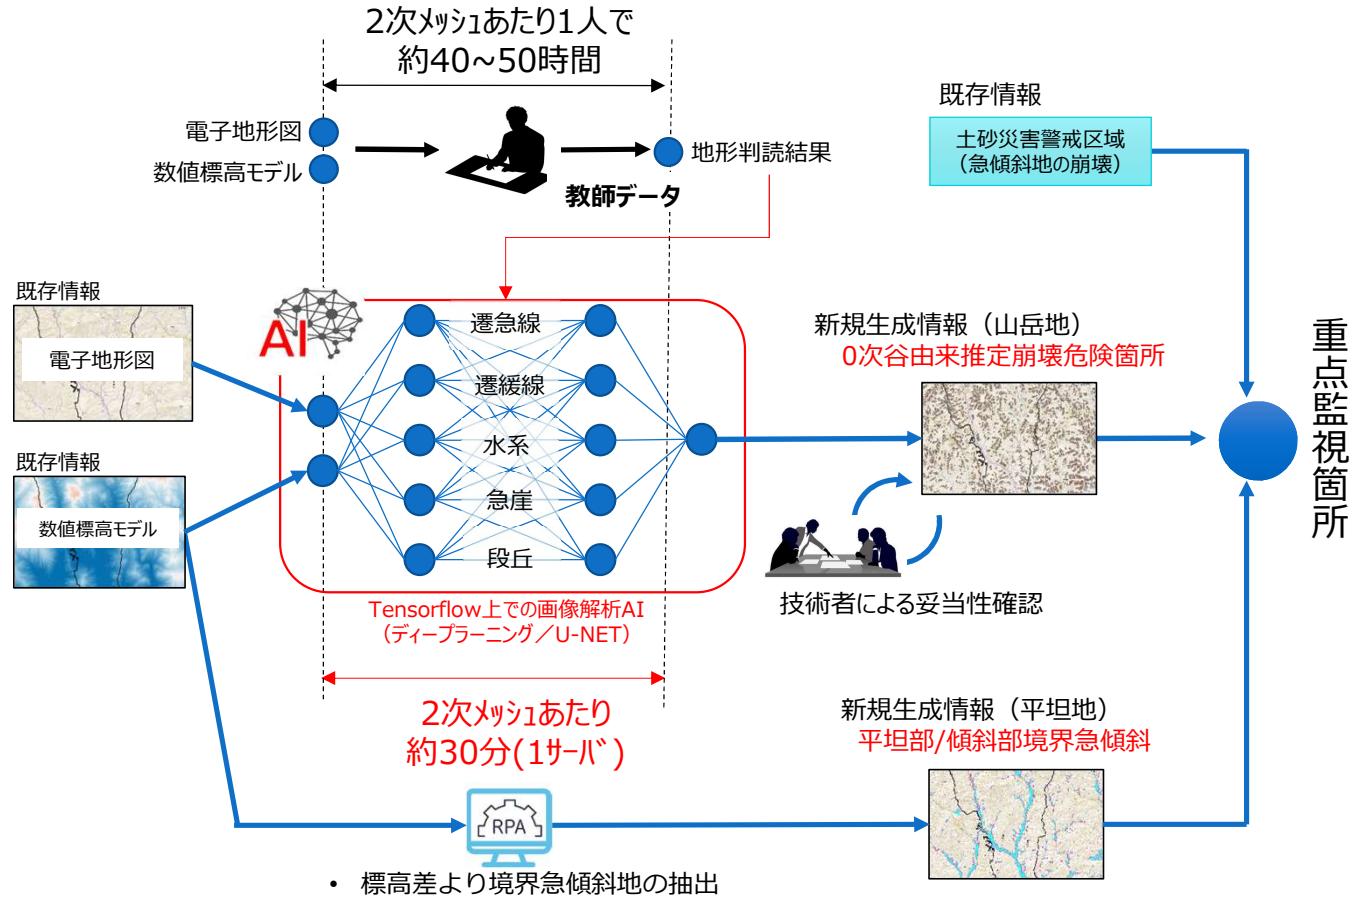 2次ﾒｯｼｭあたり1人で
約40~50時間
電子地形図
数値標高モデル
教師データ
地形判読結果
既存情報
土砂災害警戒区域
（急傾斜地の崩壊）
既存情報
電子地形図
既存情報
数値標高モデル
AI
遷急線
遷緩線
水系
急崖
段丘
Tensorflow上での画像解析AI
（ディープラーニング／U-NET）
2次ﾒｯｼｭあたり
約30分(1ｻｰﾊﾞ)
新規生成情報（山岳地）
0次谷由来推定崩壊危険箇所
技術者による妥当性確認
新規生成情報（平坦地）
平坦部/傾斜部境界急傾斜
RPA
• 標高差より境界急傾斜地の抽出
重点監視箇所